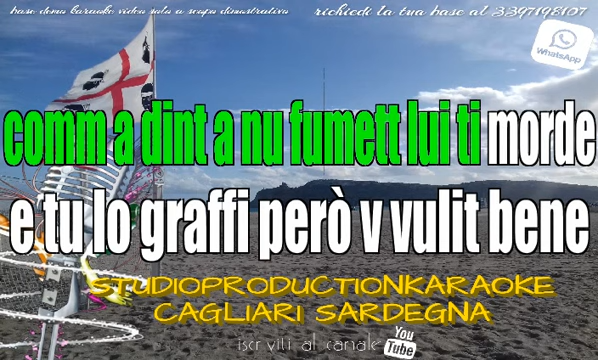 base demo karaoke video solo a scopo dimostrativo
richiedi la tua base al 3397198107
WhatsApp
comm a dint a nu fumett lui ti morde
e tu lo graffi però v vulit bene
STUDIOPRODUCTIONKARAOKE
CAGLIARI SARDEGNA
iscriviti al canale
You Tube